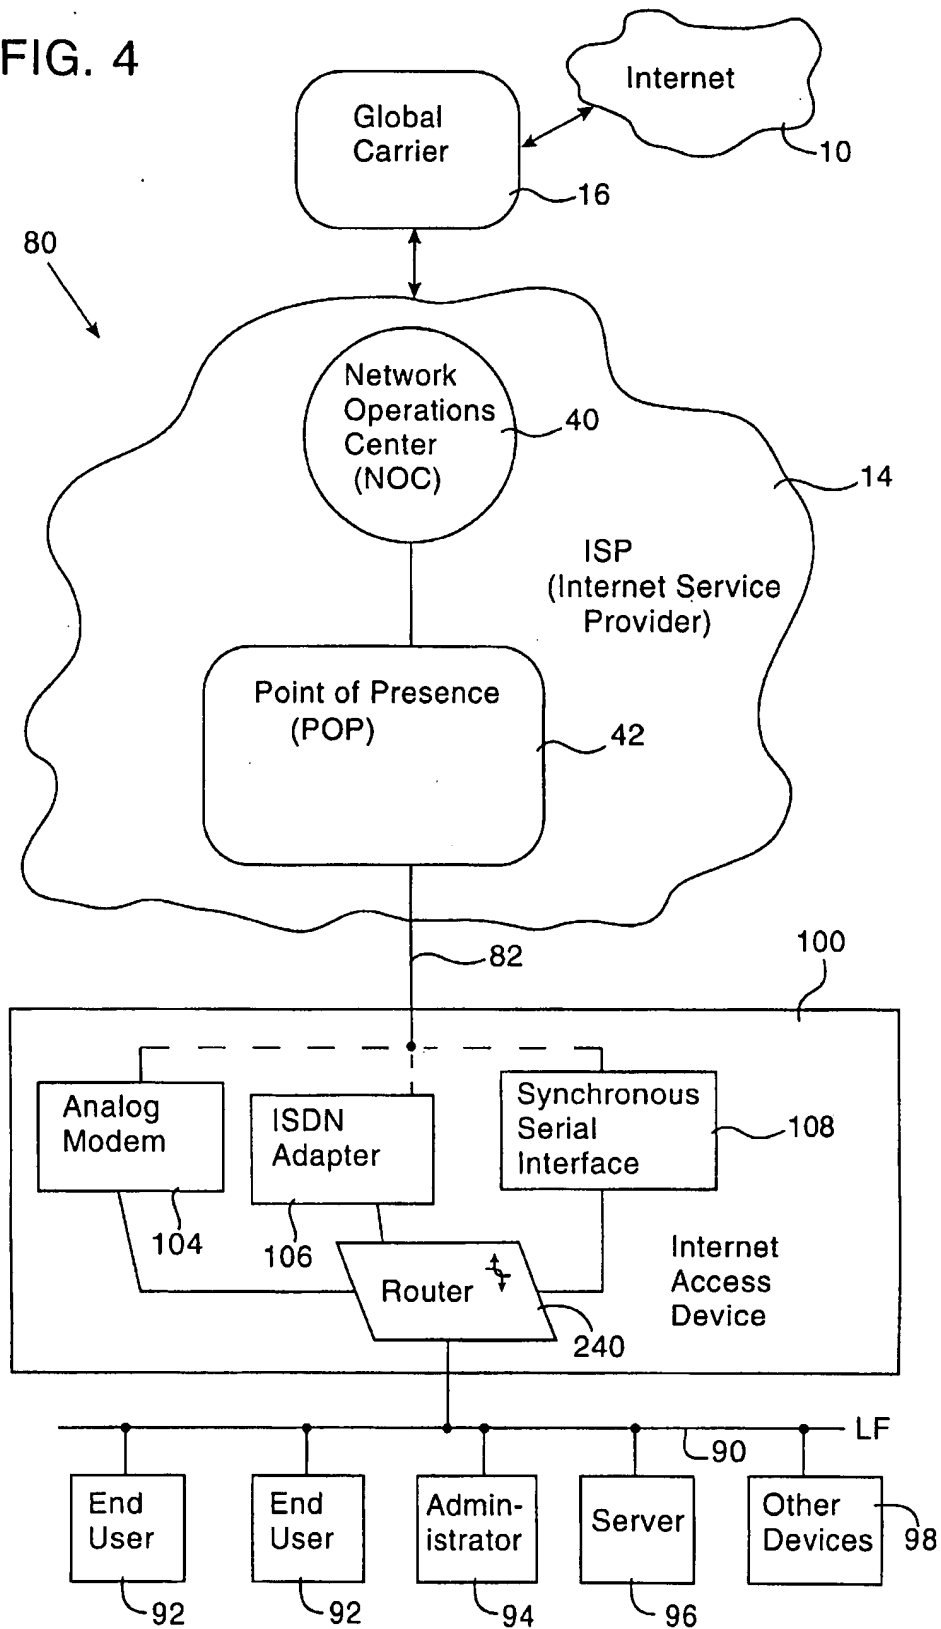 FIG. 4
Internet
10
Global
Carrier
16
80
Network
Operations
Center
(NOC)
40
14
ISP
(Internet Service
Provider)
Point of Presence
(POP)
42
82
100
Analog
Modem
104
ISDN
Adapter
106
Synchronous
Serial
Interface
108
Router
240
Internet
Access
Device
LF
90
End
User
92
End
User
92
Admin-
istrator
94
Server
96
Other
Devices
98